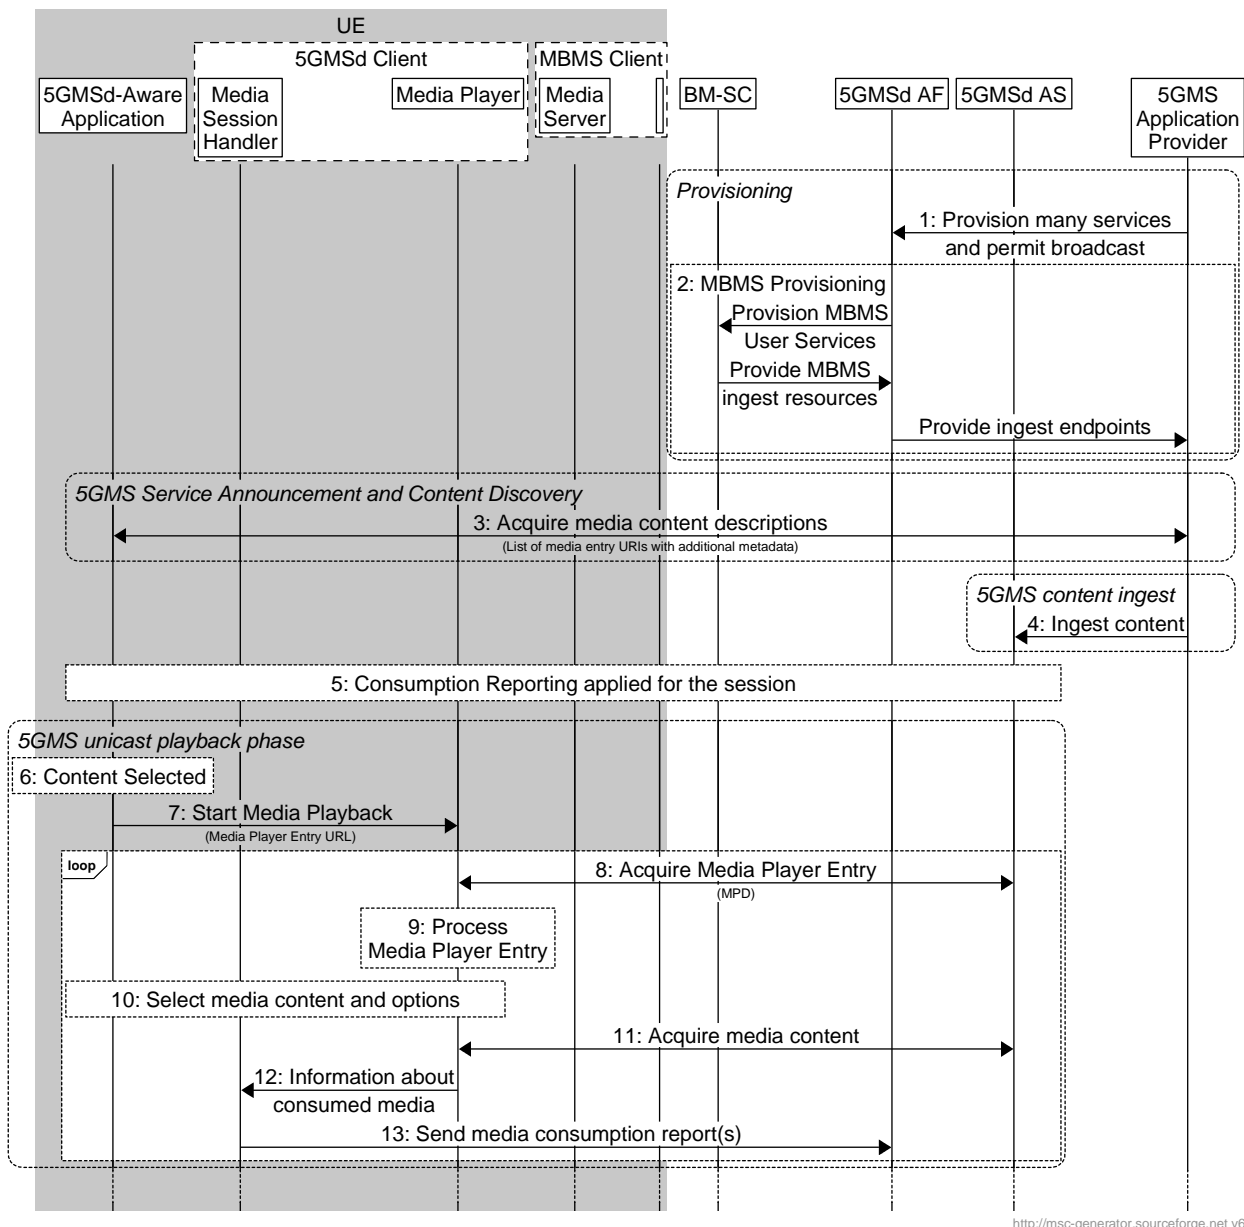 UE
5GMSd Client
MBMS Client
5GMSd-Aware
Application
Media
Session
Handler
Media Player
Media
Server
BM-SC
5GMSd AF
5GMSd AS
5GMS
Application
Provider
Provisioning
1: Provision many services
and permit broadcast
2: MBMS Provisioning
Provision MBMS
User Services
Provide MBMS
ingest resources
Provide ingest endpoints
5GMS Service Announcement and Content Discovery
3: Acquire media content descriptions
(List of media entry URIs with additional metadata)
5GMS content ingest
4: Ingest content
5: Consumption Reporting applied for the session
5GMS unicast playback phase
6: Content Selected
7: Start Media Playback
(Media Player Entry URL)
loop
8: Acquire Media Player Entry
(MPD)
9: Process
Media Player Entry
10: Select media content and options
11: Acquire media content
12: Information about
consumed media
13: Send media consumption report(s)
http://msc-generator.sourceforge.net v6